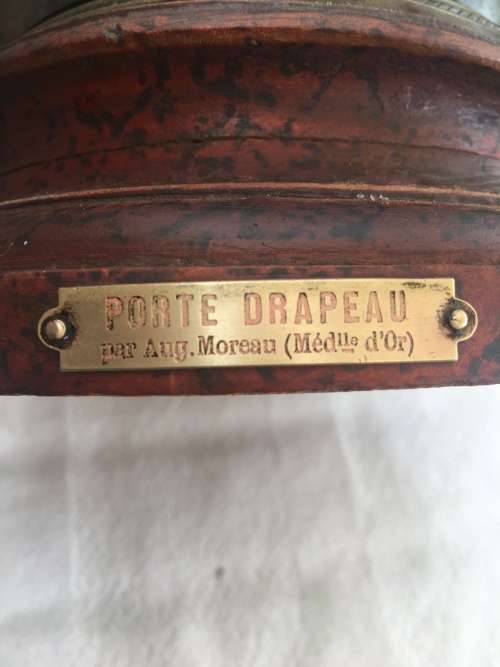 PORTE DRAPEAU
par Aug. Moreau (Médlle d'Or)